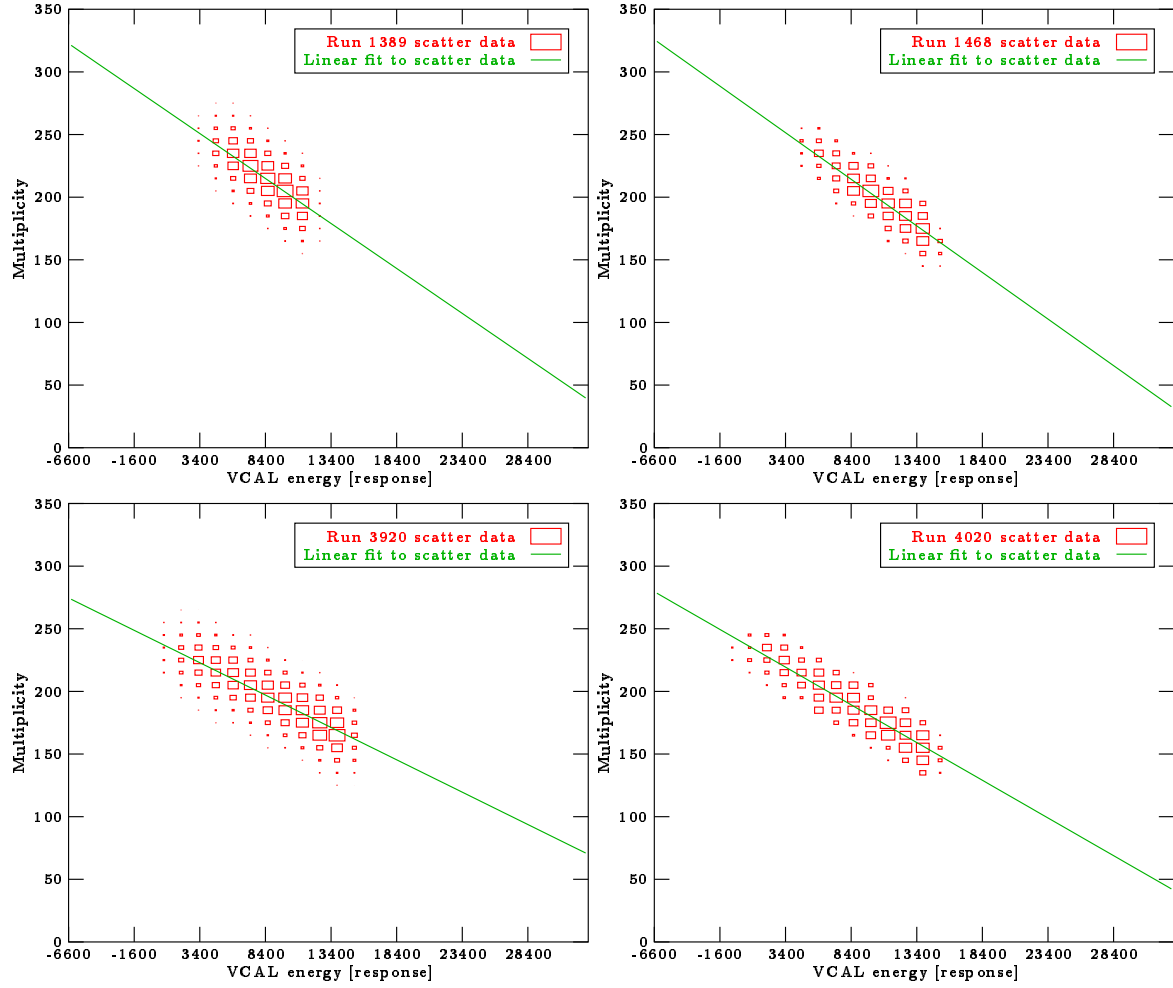 350
300
250
200
150
100
50
0
Multiplicity
Run 1389 scatter data
Linear fit to scatter data
-6600 -1600 3400 8400 13400 18400 23400 28400
VCAL energy [response]
350
300
250
200
150
100
50
0
Multiplicity
Run 1468 scatter data
Linear fit to scatter data
-6600 -1600 3400 8400 13400 18400 23400 28400
VCAL energy [response]
350
300
250
200
150
100
50
0
Multiplicity
Run 3920 scatter data
Linear fit to scatter data
-6600 -1600 3400 8400 13400 18400 23400 28400
VCAL energy [response]
350
300
250
200
150
100
50
0
Multiplicity
Run 4020 scatter data
Linear fit to scatter data
-6600 -1600 3400 8400 13400 18400 23400 28400
VCAL energy [response]